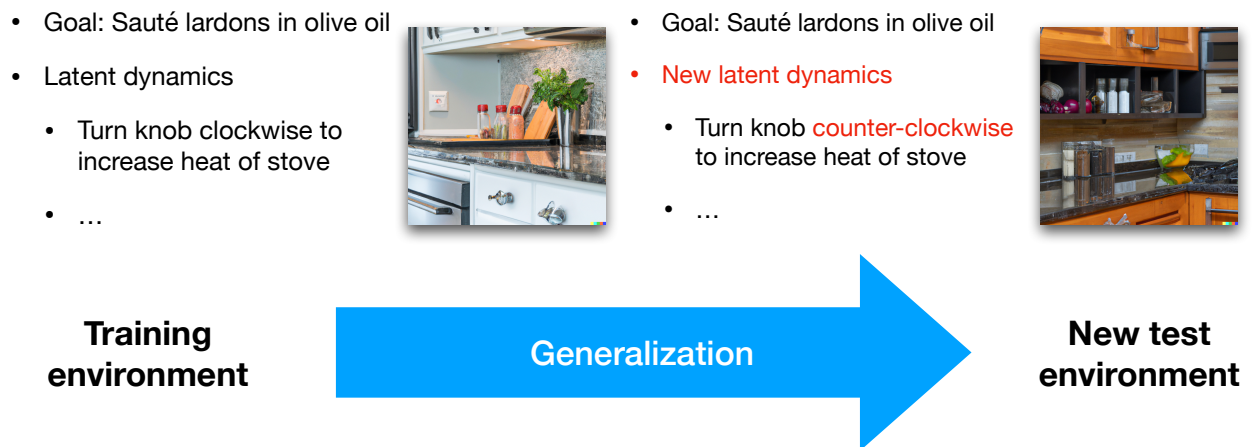 • Goal: Sauté lardons in olive oil
• Latent dynamics
• Turn knob clockwise to
increase heat of stove
• …
• Goal: Sauté lardons in olive oil
• New latent dynamics
• Turn knob counter-clockwise
to increase heat of stove
• …
Training
environment
Generalization
New test
environment